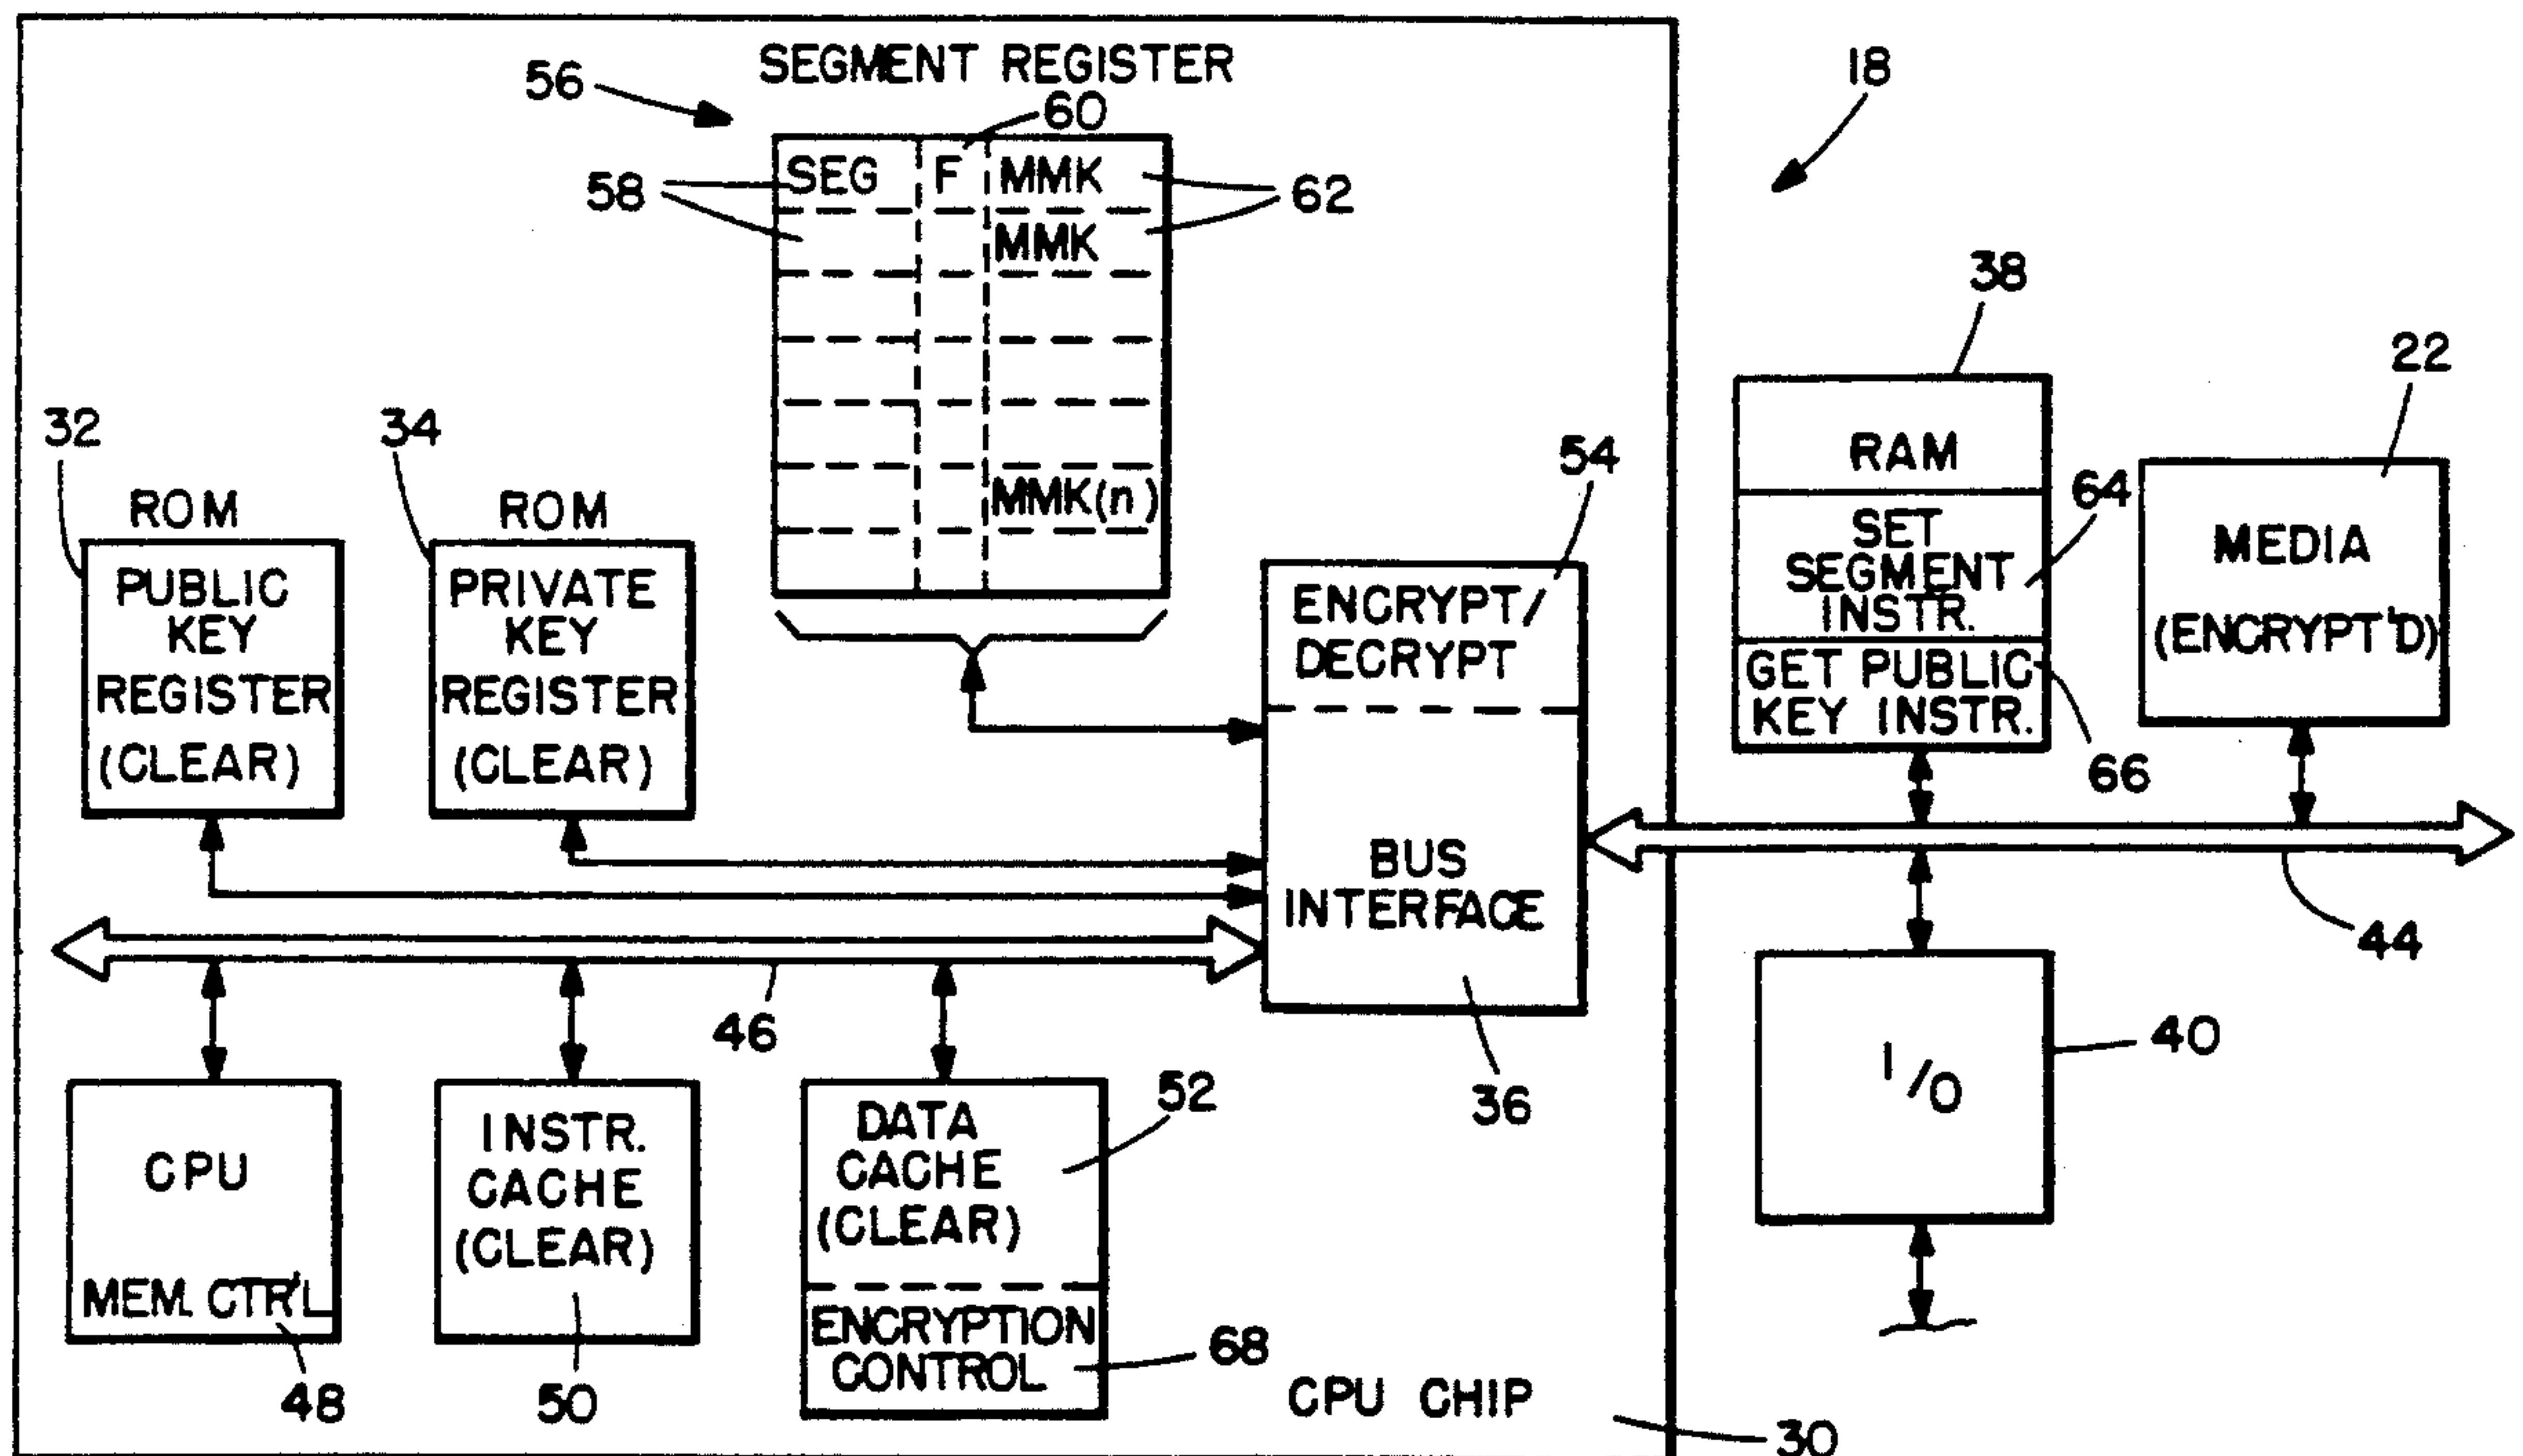 SEGMENT REGISTER
56
60
18
SEG F MMK
58
62
MMK
MMK(n)
38
22
32
34
54
ROM
ROM
PUBLIC
KEY
REGISTER
(CLEAR)
PRIVATE
KEY
REGISTER
(CLEAR)
ENCRYPT/
DECRYPT
BUS
INTERFACE
RAM
SET
SEGMENT
INSTR.
64
GET PUBLIC
KEY INSTR.
66
MEDIA
(ENCRYPT'D)
44
46
36
40
I/O
CPU
MEM. CTR'L
48
INSTR.
CACHE
(CLEAR)
50
DATA
CACHE
(CLEAR)
52
ENCRYPTION
CONTROL
68
CPU CHIP
30